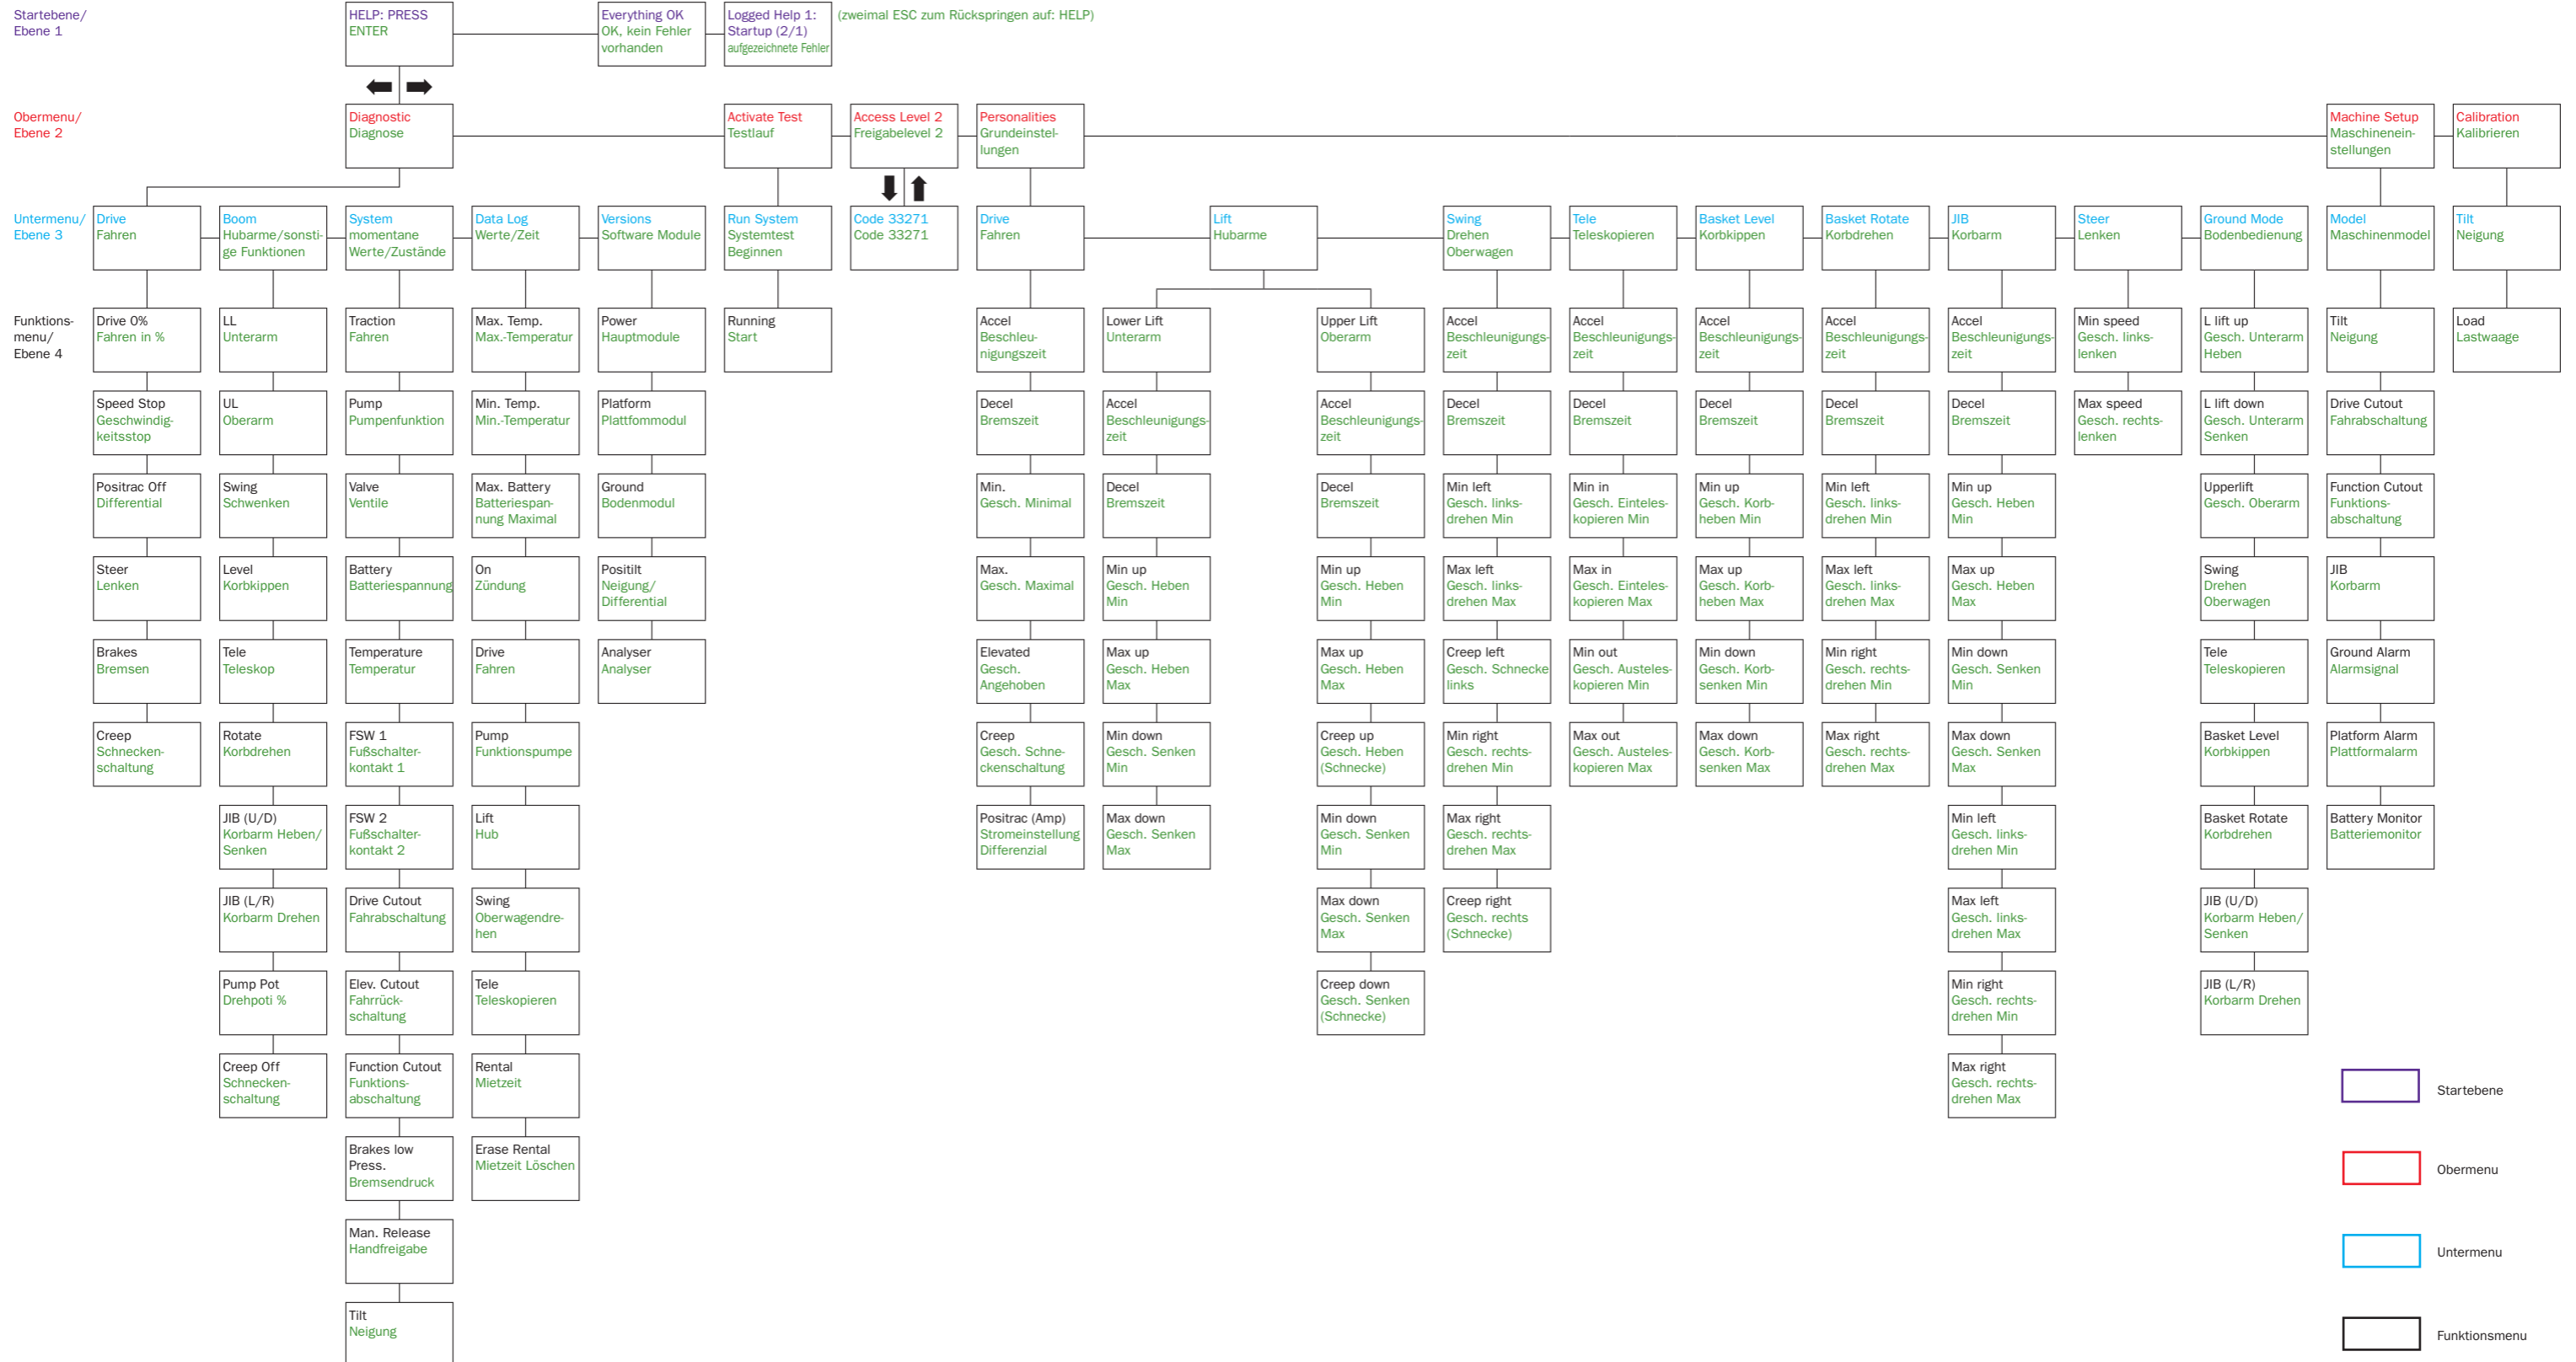 Startebene/
Ebene 1
HELP: PRESS
ENTER
Everything OK
OK, kein Fehler
vorhanden
Logged Help 1:
Startup (2/1)
aufgezeichnete Fehler
(zweimal ESC zum Rückspringen auf: HELP)
Obermenu/
Ebene 2
Diagnostic
Diagnose
Activate Test
Testlauf
Access Level 2
Freigabelevel 2
Personalities
Grundeinstel-
lungen
Machine Setup
Maschinenein-
stellungen
Calibration
Kalibrieren
Untermenu/
Ebene 3
Drive
Fahren
Boom
Hubarme/sonsti-
ge Funktionen
System
momentane
Werte/Zustände
Data Log
Werte/Zeit
Versions
Software Module
Run System
Systemtest
Beginnen
Code 33271
Code 33271
Drive
Fahren
Lift
Hubarme
Swing
Drehen
Oberwagen
Tele
Teleskopieren
Basket Level
Korbkippen
Basket Rotate
Korbdrehen
JIB
Korbarm
Steer
Lenken
Ground Mode
Bodenbedienung
Model
Maschinenmodel
Tilt
Neigung
Funktions-
menu/
Ebene 4
Drive 0%
Fahren in %
Speed Stop
Geschwindig-
keitsstop
Positrac Off
Differential
Steer
Lenken
Brakes
Bremsen
Creep
Schnecken-
schaltung
LL
Unterarm
UL
Oberarm
Swing
Schwenken
Level
Korbkippen
Tele
Teleskop
Rotate
Korbdrehen
JIB (U/D)
Korbarm Heben/
Senken
JIB (L/R)
Korbarm Drehen
Pump Pot
Drehpoti %
Creep Off
Schnecken-
schaltung
Traction
Fahren
Pump
Pumpenfunktion
Valve
Ventile
Battery
Batteriespannung
Temperature
Temperatur
FSW 1
Fußschalter-
kontakt 1
FSW 2
Fußschalter-
kontakt 2
Drive Cutout
Fahrabschaltung
Elev. Cutout
Fahrrück-
schaltung
Function Cutout
Funktions-
abschaltung
Brakes low
Press.
Bremsendruck
Man. Release
Handfreigabe
Tilt
Neigung
Max. Temp.
Max.-Temperatur
Min. Temp.
Min.-Temperatur
Max. Battery
Batteriespan-
nung Maximal
On
Zündung
Drive
Fahren
Pump
Funktionspumpe
Lift
Hub
Swing
Oberwagendre-
hen
Tele
Teleskopieren
Rental
Mietzeit
Erase Rental
Mietzeit Löschen
Power
Hauptmodule
Platform
Plattfommodul
Ground
Bodenmodul
Positilt
Neigung/
Differential
Analyser
Analyser
Running
Start
Accel
Beschleu-
nigungszeit
Decel
Bremszeit
Min.
Gesch. Minimal
Max.
Gesch. Maximal
Elevated
Gesch.
Angehoben
Creep
Gesch. Schne-
ckenschaltung
Positrac (Amp)
Stromeinstellung
Differenzial
Lower Lift
Unterarm
Accel
Beschleunigungs-
zeit
Decel
Bremszeit
Min up
Gesch. Heben
Min
Max up
Gesch. Heben
Max
Min down
Gesch. Senken
Min
Max down
Gesch. Senken
Max
Upper Lift
Oberarm
Accel
Beschleunigungs-
zeit
Decel
Bremszeit
Min up
Gesch. Heben
Min
Max up
Gesch. Heben
Max
Creep up
Gesch. Heben
(Schnecke)
Min down
Gesch. Senken
Min
Max down
Gesch. Senken
Max
Creep down
Gesch. Senken
(Schnecke)
Accel
Beschleunigungs-
zeit
Decel
Bremszeit
Min left
Gesch. links-
drehen Min
Max left
Gesch. links-
drehen Max
Creep left
Gesch. Schnecke
links
Min right
Gesch. rechts-
drehen Min
Max right
Gesch. rechts-
drehen Max
Creep right
Gesch. rechts
(Schnecke)
Accel
Beschleunigungs-
zeit
Decel
Bremszeit
Min in
Gesch. Einteles-
kopieren Min
Max in
Gesch. Einteles-
kopieren Max
Min out
Gesch. Austeles-
kopieren Min
Max out
Gesch. Austeles-
kopieren Max
Accel
Beschleunigungs-
zeit
Decel
Bremszeit
Min up
Gesch. Korb-
heben Min
Max up
Gesch. Korb-
heben Max
Min down
Gesch. Korb-
senken Min
Max down
Gesch. Korb-
senken Max
Accel
Beschleunigungs-
zeit
Decel
Bremszeit
Min left
Gesch. links-
drehen Min
Max left
Gesch. links-
drehen Max
Min right
Gesch. rechts-
drehen Min
Max right
Gesch. rechts-
drehen Max
Accel
Beschleunigungs-
zeit
Decel
Bremszeit
Min up
Gesch. Heben
Min
Max up
Gesch. Heben
Max
Min down
Gesch. Senken
Min
Max down
Gesch. Senken
Max
Min left
Gesch. links-
drehen Min
Max left
Gesch. links-
drehen Max
Min right
Gesch. rechts-
drehen Min
Max right
Gesch. rechts-
drehen Max
Min speed
Gesch. links-
lenken
Max speed
Gesch. rechts-
lenken
L lift up
Gesch. Unterarm
Heben
L lift down
Gesch. Unterarm
Senken
Upperlift
Gesch. Oberarm
Swing
Drehen
Oberwagen
Tele
Teleskopieren
Basket Level
Korbkippen
Basket Rotate
Korbdrehen
JIB (U/D)
Korbarm Heben/
Senken
JIB (L/R)
Korbarm Drehen
Tilt
Neigung
Drive Cutout
Fahrabschaltung
Function Cutout
Funktions-
abschaltung
JIB
Korbarm
Ground Alarm
Alarmsignal
Platform Alarm
Plattformalarm
Battery Monitor
Batteriemonitor
Load
Lastwaage
Startebene
Obermenu
Untermenu
Funktionsmenu